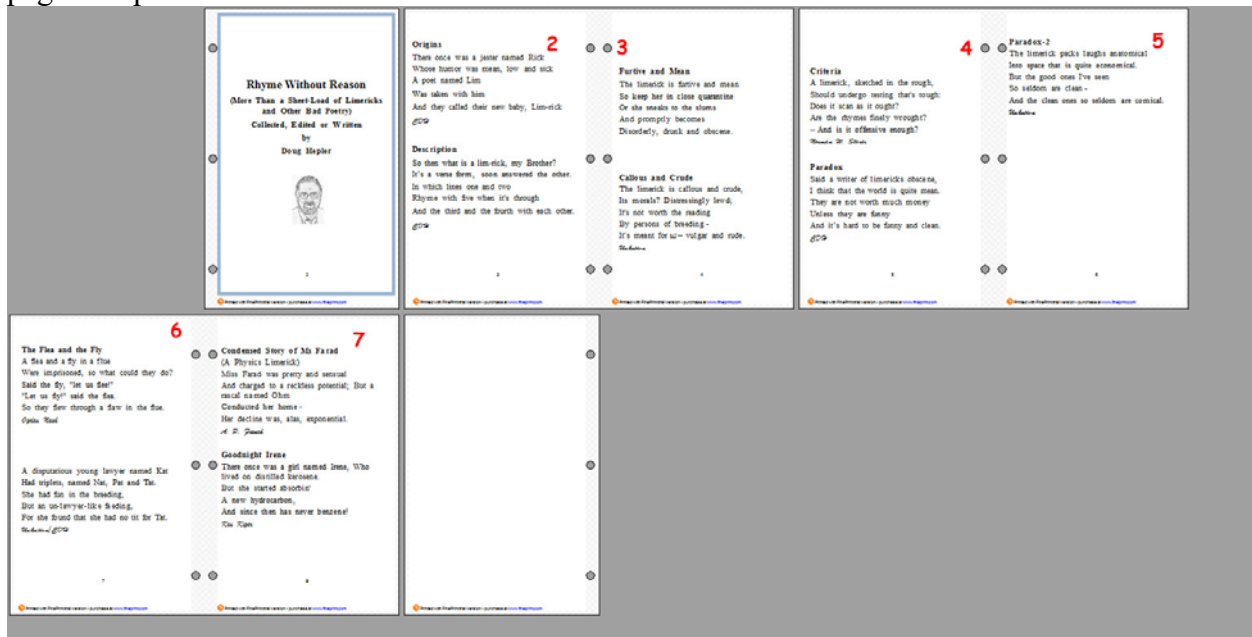 Rhyme Without Reason
(More Than a Sheet-Load of Limericks
and Other Bad Poetry)
Collected, Edited or Written
by
Doug Hepler
2
Origins
There once was a jester named Rick
Whose humor was mean, low and sick
A poet named Lim
Was taken with him
And they called their new baby, Lim-rick
CDH
Description
So then what is a lim-rick, my Brother?
It's a verse form, soon answered the other.
In which lines one and two
Rhyme with five when it's through
And the third and the fourth with each other.
CDH
3
Furtive and Mean
The limerick is furtive and mean
So keep her in close quarantine
Or she sneaks to the slums
And promptly becomes
Disorderly, drunk and obscene.
Callous and Crude
The limerick is callous and crude,
Its morals? Distressingly lewd;
It's not worth the reading
By persons of breeding -
It's meant for us – vulgar and rude.
Unknown
4
Criteria
A limerick, sketched in the rough,
Should undergo testing that's tough:
Does it scan as it ought?
Are the rhymes finely wrought?
– And is it offensive enough?
Paradox
Said a writer of limericks obscene,
I think that the world is quite mean.
They are not worth much money
Unless they are funny
And it's hard to be funny and clean.
CDH
5
Paradox-2
The limerick packs laughs anatomical
Into space that is quite economical.
But the good ones I've seen
So seldom are clean -
And the clean ones so seldom are comical.
Unknown
6
The Flea and the Fly
A flea and a fly in a flue
Were imprisoned, so what could they do?
Said the fly, "let us flee!"
"Let us fly!" said the flea.
So they flew through a flaw in the flue.
Ogden Nash
A disputatious young lawyer named Kat
Had triplets, named Nat, Pat and Tat.
She had fun in the breeding,
But an un-lawyer-like feeding,
For she found that she had no tit for Tat.
Unknown/CDH
7
Condensed Story of Ms Farad
(A Physics Limerick)
Miss Farad was pretty and sensual
And charged to a reckless potential; But a
rascal named Ohm
Conducted her home -
Her decline was, alas, exponential.
A. P. French
Goodnight Irene
There once was a girl named Irene, Who
lived on distilled kerosene.
But she started absorbin'
A new hydrocarbon,
And since then has never benzene!